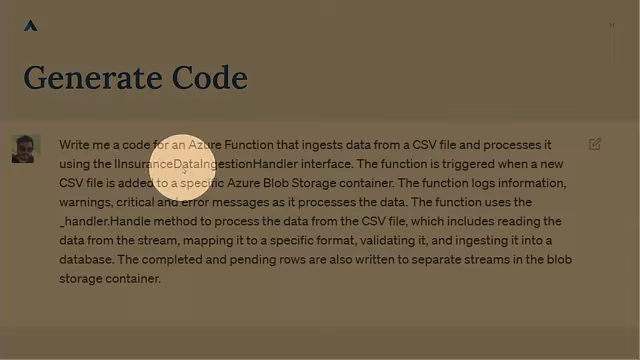 Generate Code
Write me a code for an Azure Function that ingests data from a CSV file and processes it
using the IInsuranceDataIngestionHandler interface. The function is triggered when a new
CSV file is added to a specific Azure Blob Storage container. The function logs information,
warnings, critical and error messages as it processes the data. The function uses the
_handler.Handle method to process the data from the CSV file, which includes reading the
data from the stream, mapping it to a specific format, validating it, and ingesting it into a
database. The completed and pending rows are also written to separate streams in the blob
storage container.